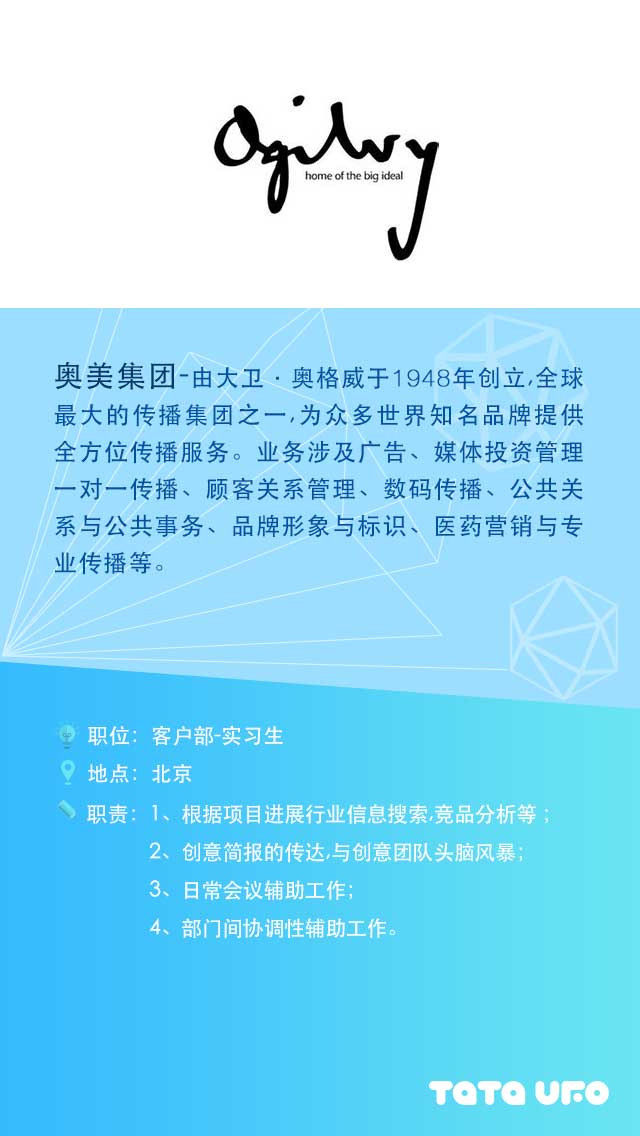 Ogilvy
home of the big ideal
奥美集团-由大卫·奥格威于1948年创立,全球
最大的传播集团之一,为众多世界知名品牌提供
全方位传播服务。业务涉及广告、媒体投资管理
一对一传播、顾客关系管理、数码传播、公共关
系与公共事务、品牌形象与标识、医药营销与专
业传播等。
职位：客户部-实习生
地点：北京
职责：1、根据项目进展行业信息搜索,竞品分析等；
2、创意简报的传达,与创意团队头脑风暴；
3、日常会议辅助工作；
4、部门间协调性辅助工作。
TATA UFO